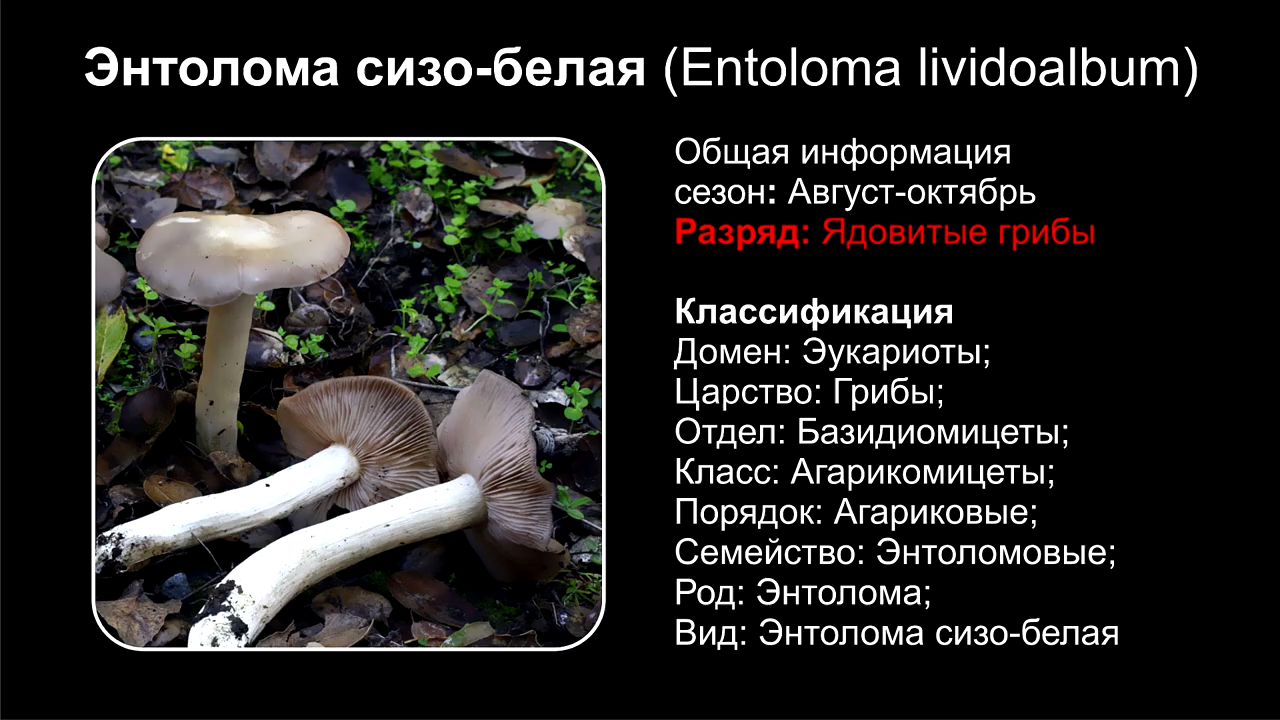 Энтолома сизо-белая (Entoloma lividoalbum)
Общая информация
сезон: Август-октябрь
Разряд: Ядовитые грибы
Классификация
Домен: Эукариоты;
Царство: Грибы;
Отдел: Базидиомицеты;
Класс: Агарикомицеты;
Порядок: Агариковые;
Семейство: Энтоломовые;
Род: Энтолома;
Вид: Энтолома сизо-белая